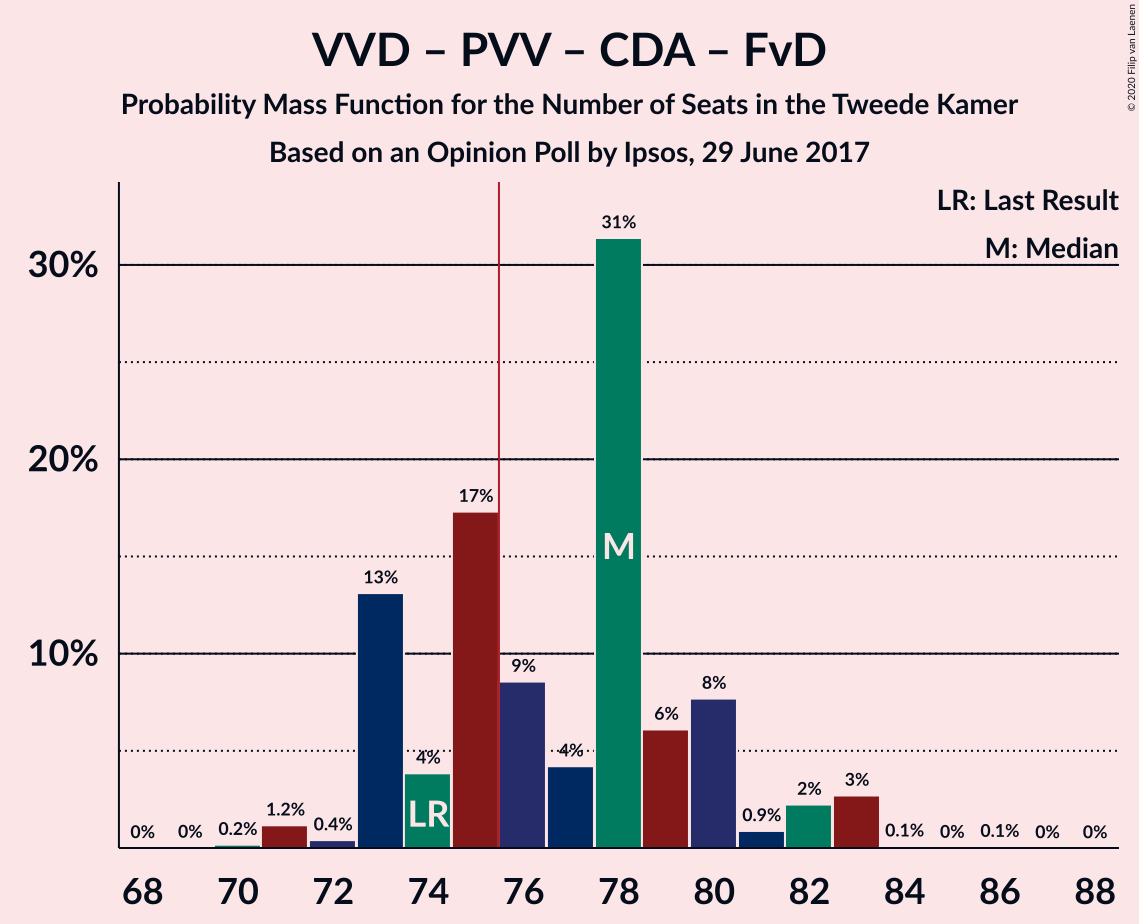 VVD – PVV – CDA – FvD
Probability Mass Function for the Number of Seats in the Tweede Kamer
Based on an Opinion Poll by Ipsos, 29 June 2017
© 2020 Filip van Laenen
LR: Last Result
M: Median
30%
20%
10%
0%
0%
0.2%
1.2%
0.4%
13%
4%
17%
9%
4%
31%
6%
8%
0.9%
2%
3%
0.1%
0%
0.1%
0%
0%
LR
M
68 70 72 74 76 78 80 82 84 86 88